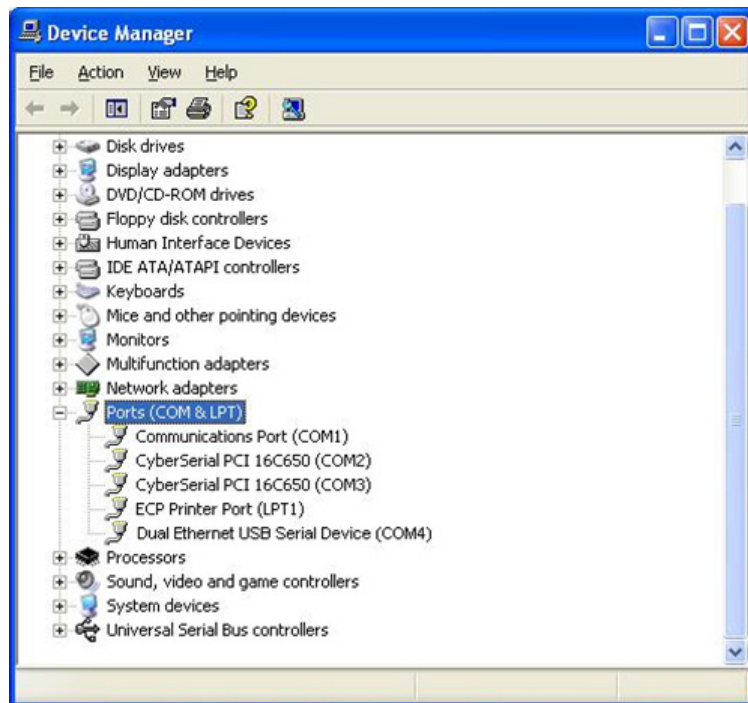 Device Manager
File Action View Help
Disk drives
Display adapters
DVD/CD-ROM drives
Floppy disk controllers
Human Interface Devices
IDE ATA/ATAPI controllers
Keyboards
Mice and other pointing devices
Monitors
Multifunction adapters
Network adapters
Ports (COM & LPT)
Communications Port (COM1)
CyberSerial PCI 16C650 (COM2)
CyberSerial PCI 16C650 (COM3)
ECP Printer Port (LPT1)
Dual Ethernet USB Serial Device (COM4)
Processors
Sound, video and game controllers
System devices
Universal Serial Bus controllers